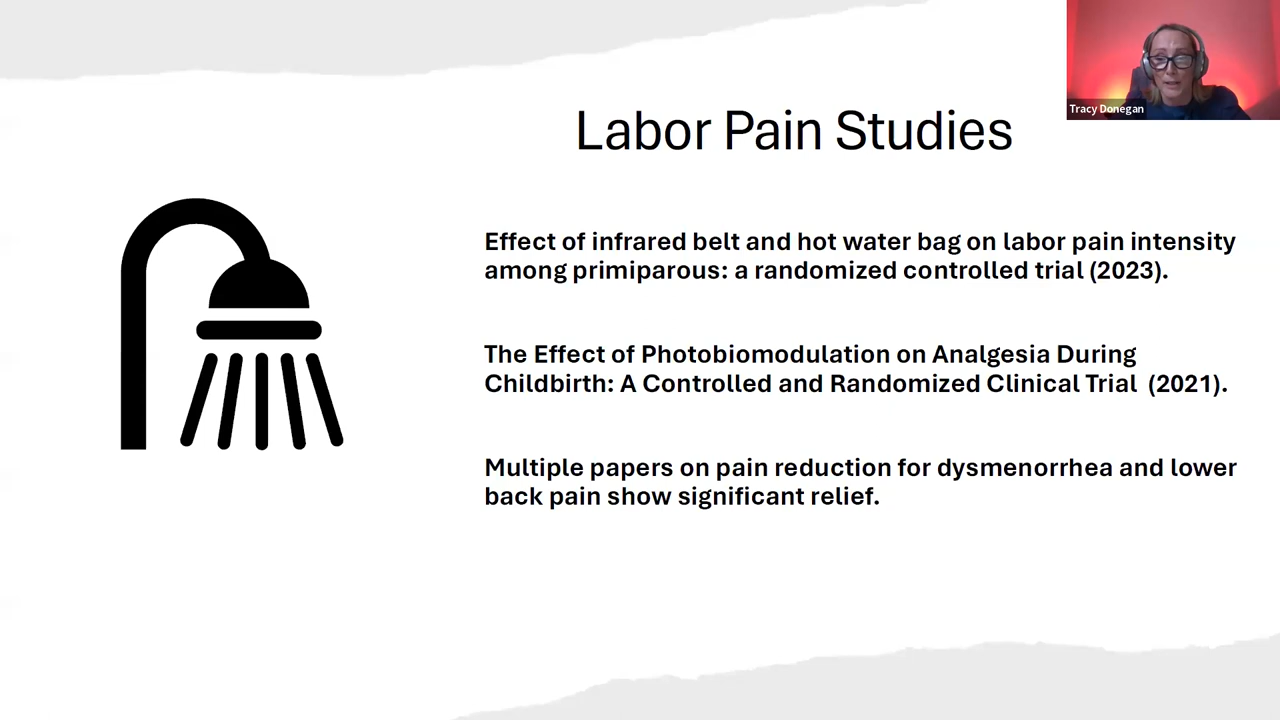 Tracy Donegan
Labor Pain Studies
Effect of infrared belt and hot water bag on labor pain intensity
among primiparous: a randomized controlled trial (2023).
The Effect of Photobiomodulation on Analgesia During
Childbirth: A Controlled and Randomized Clinical Trial (2021).
Multiple papers on pain reduction for dysmenorrhea and lower
back pain show significant relief.